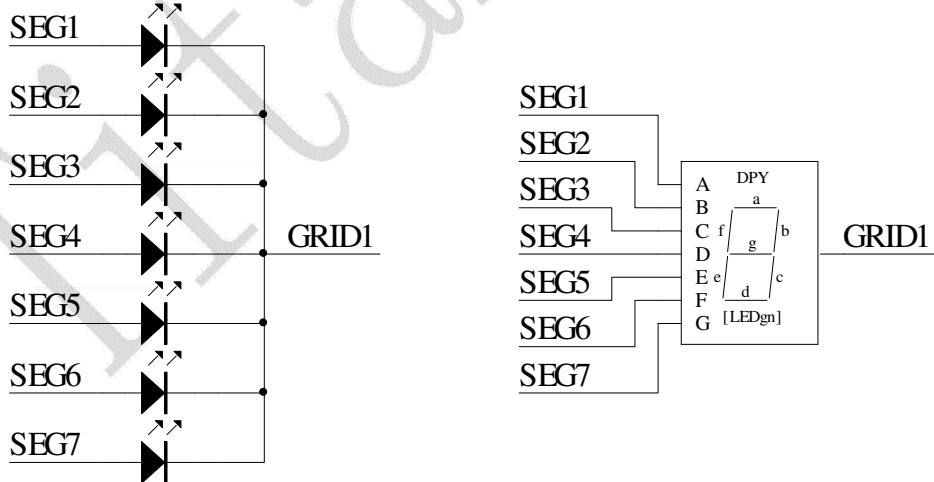 SEG1
SEG2
SEG3
SEG4
SEG5
SEG6
SEG7
GRID1
SEG1
SEG2
SEG3
SEG4
SEG5
SEG6
SEG7
A
B
C
D
E
F
G
DPY
a
f b
g
e c
d
[LEDgn]
GRID1